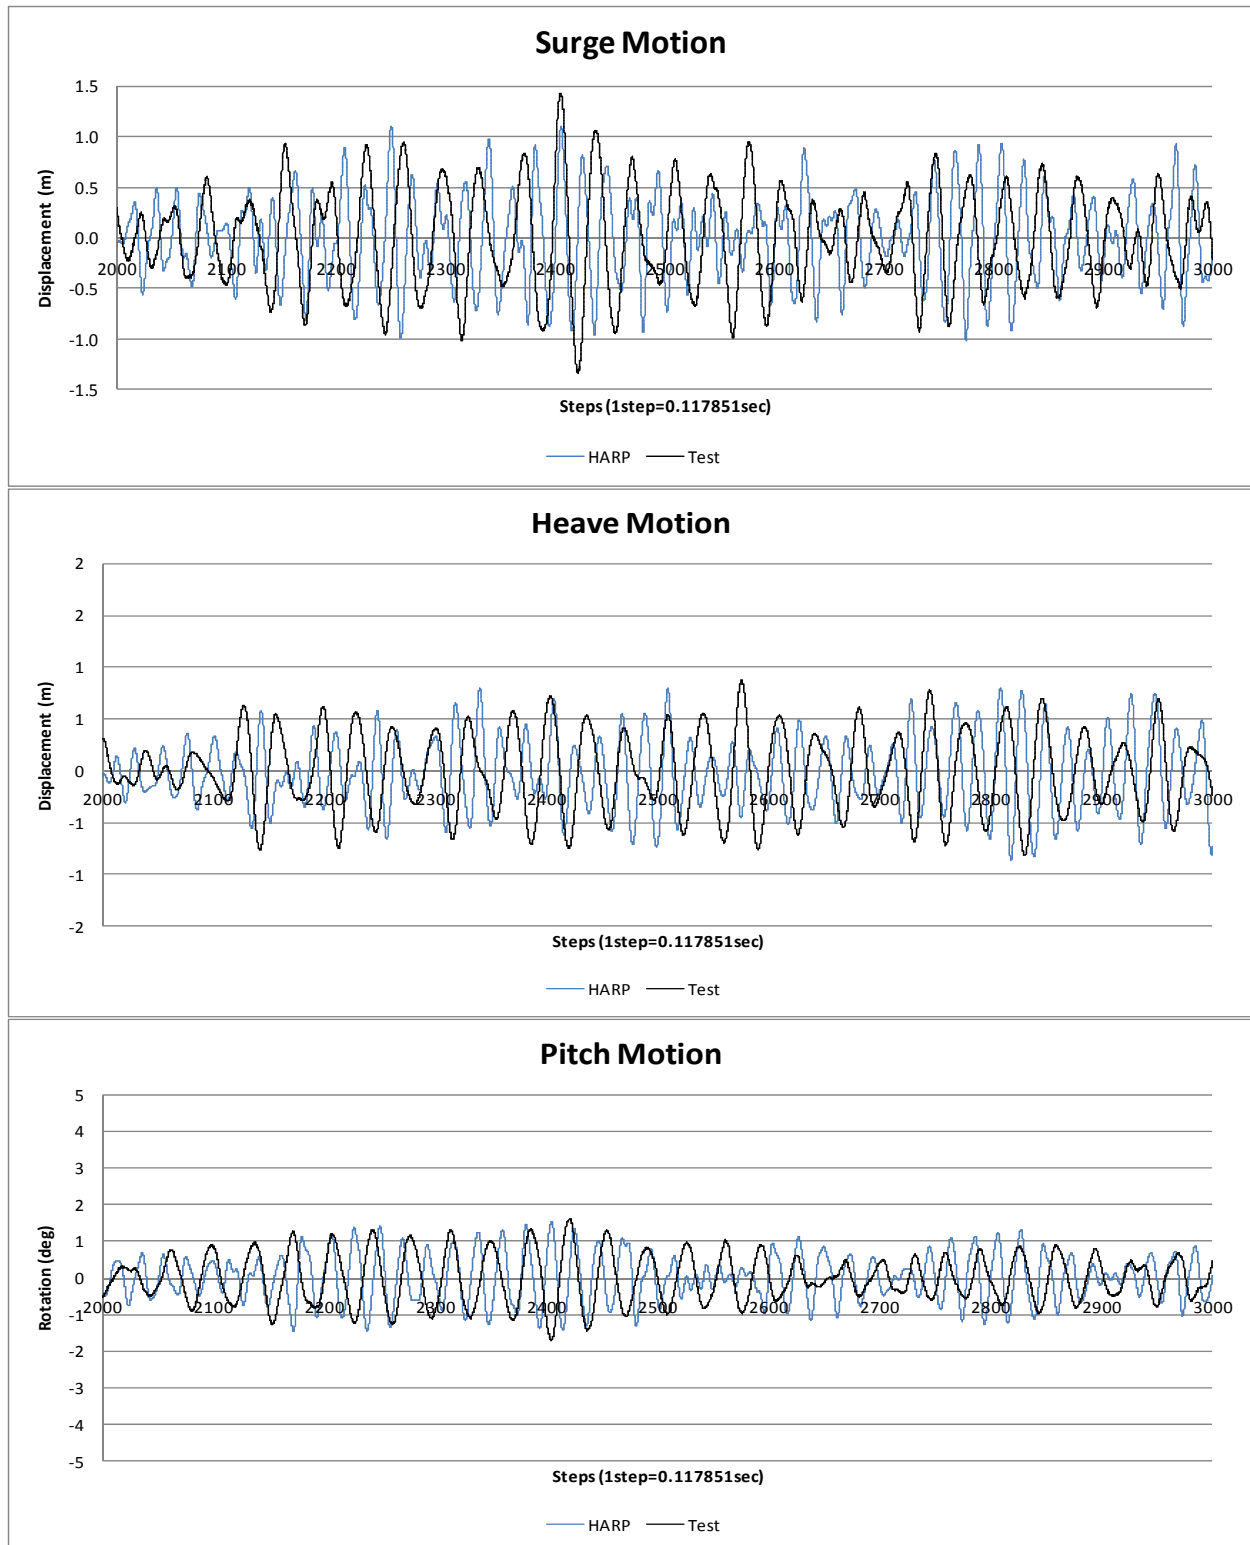 Surge Motion
1.5
1.0
0.5
0.0
-0.5
-1.0
-1.5
Displacement (m)
2000 2100 2200 2300 2400 2500 2600 2700 2800 2900 3000
Steps (1step=0.117851sec)
HARP Test
Heave Motion
2
2
1
1
0
-1
-1
-2
Displacement (m)
2000 2100 2200 2300 2400 2500 2600 2700 2800 2900 3000
Steps (1step=0.117851sec)
HARP Test
Pitch Motion
5
4
3
2
1
0
-1
-2
-3
-4
-5
Rotation (deg)
2000 2100 2200 2300 2400 2500 2600 2700 2800 2900 3000
Steps (1step=0.117851sec)
HARP Test